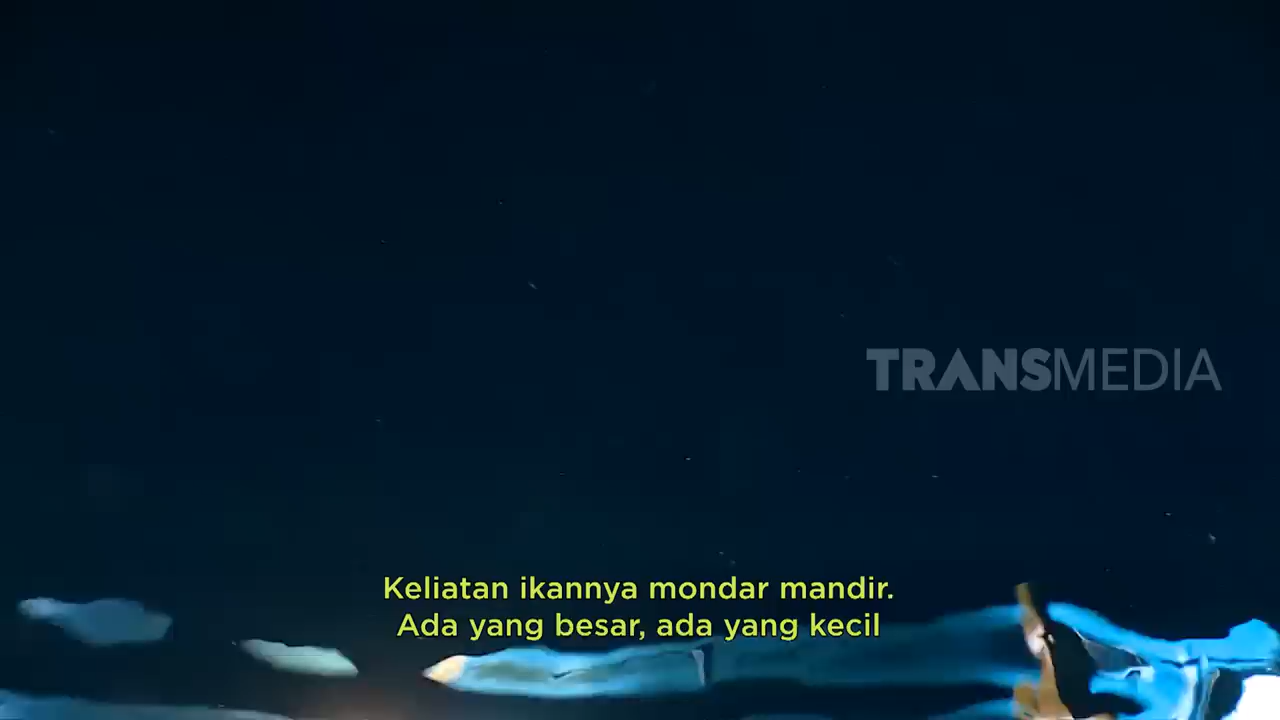 TRANSMEDIA
Keliatan ikannya mondar mandir.
Ada yang besar, ada yang kecil